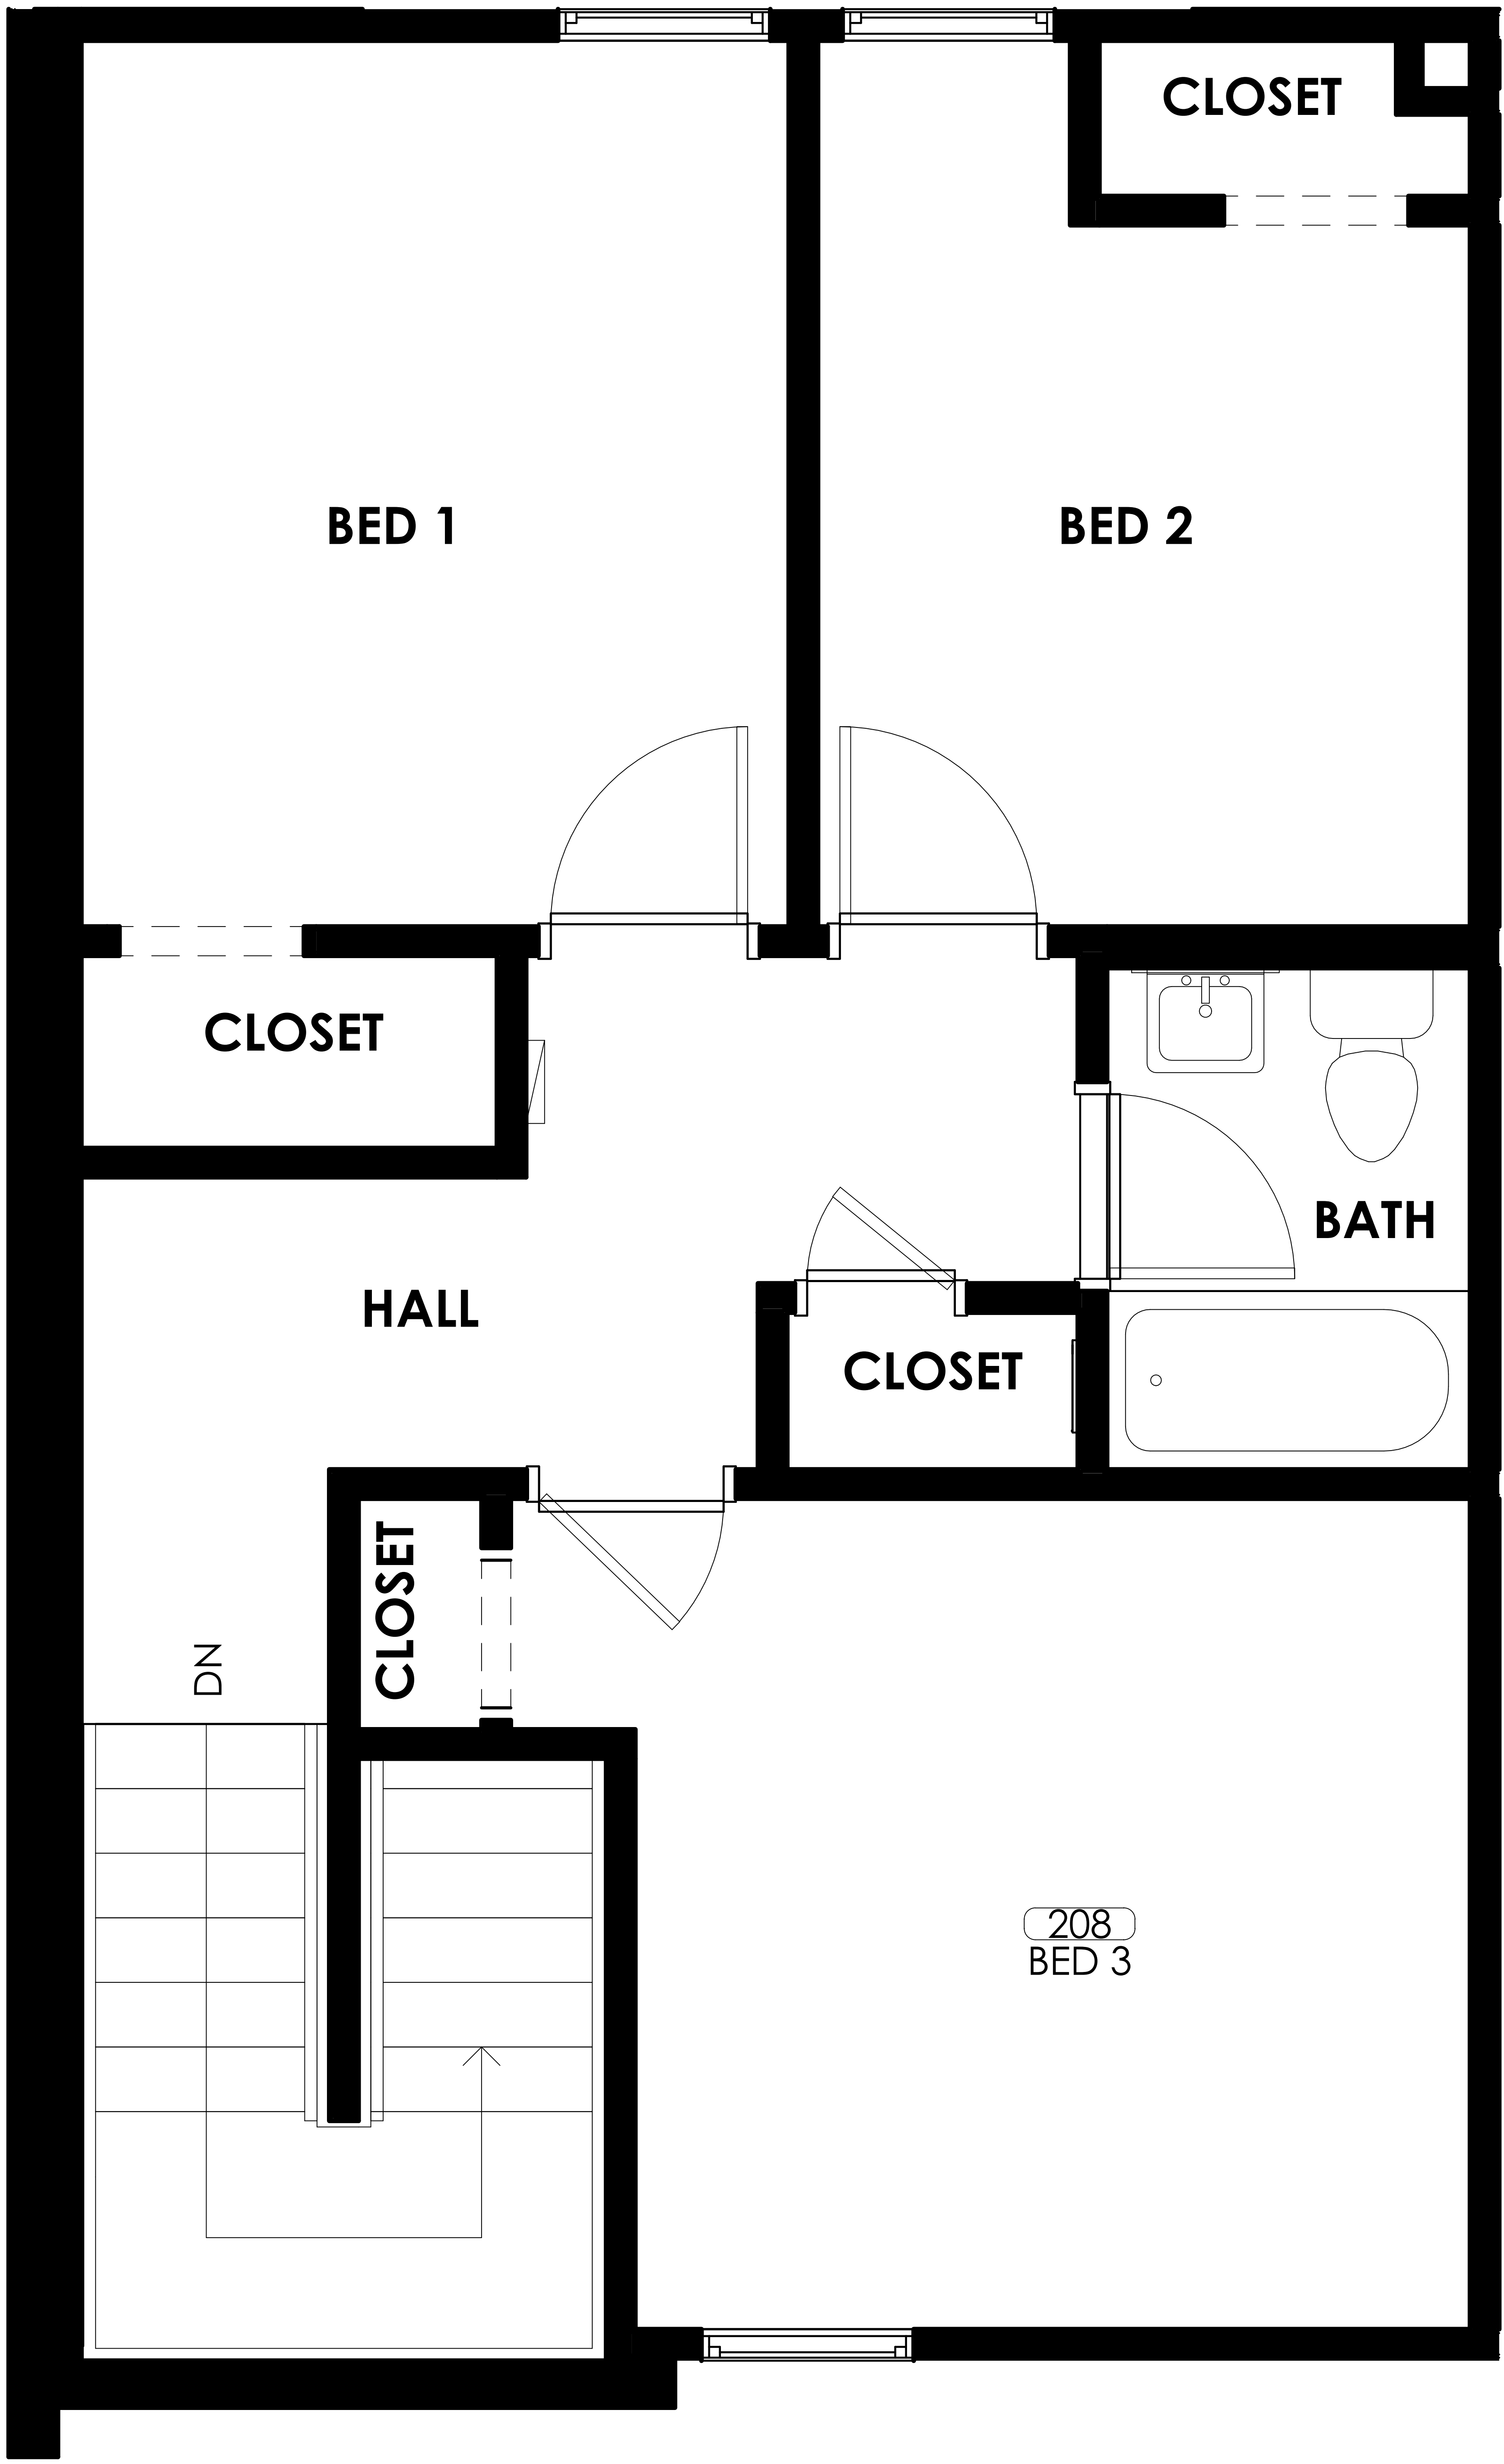 CLOSET
BED 1
BED 2
CLOSET
BATH
HALL
CLOSET
CLOSET
DN
208
BED 3